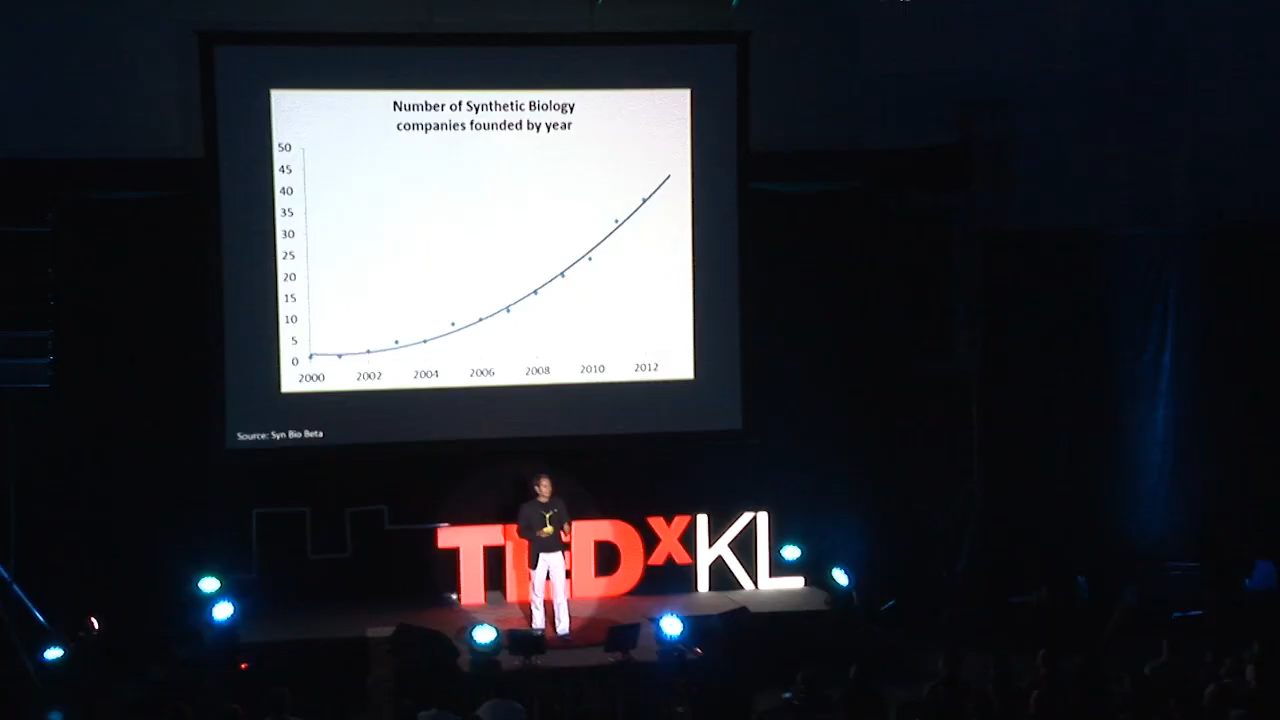 Number of Synthetic Biology
companies founded by year
50
45
40
35
30
25
20
15
10
5
0
2000 2002 2004 2006 2008 2010 2012
Source: Syn Bio Beta
TEDxKL